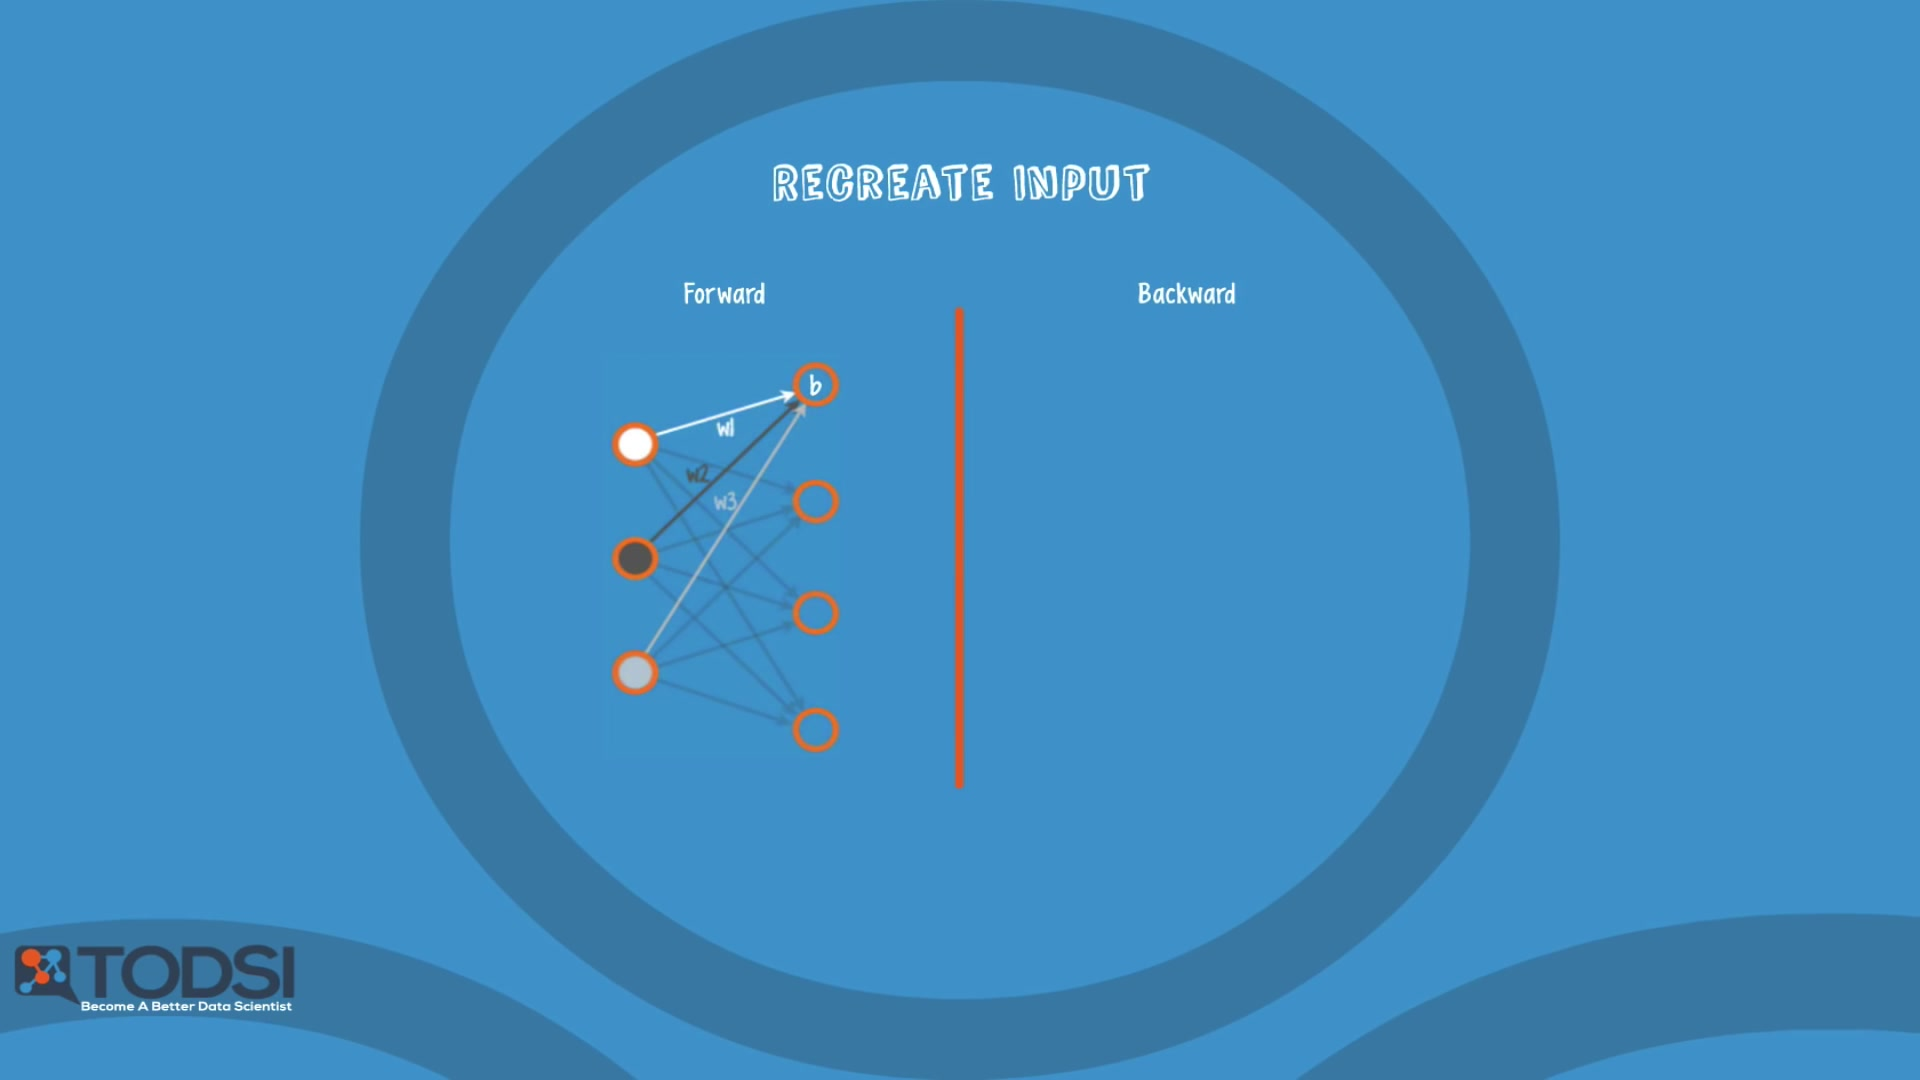 RECREATE INPUT
Forward
Backward
b
w1
w2
w3
TODSI
Become A Better Data Scientist